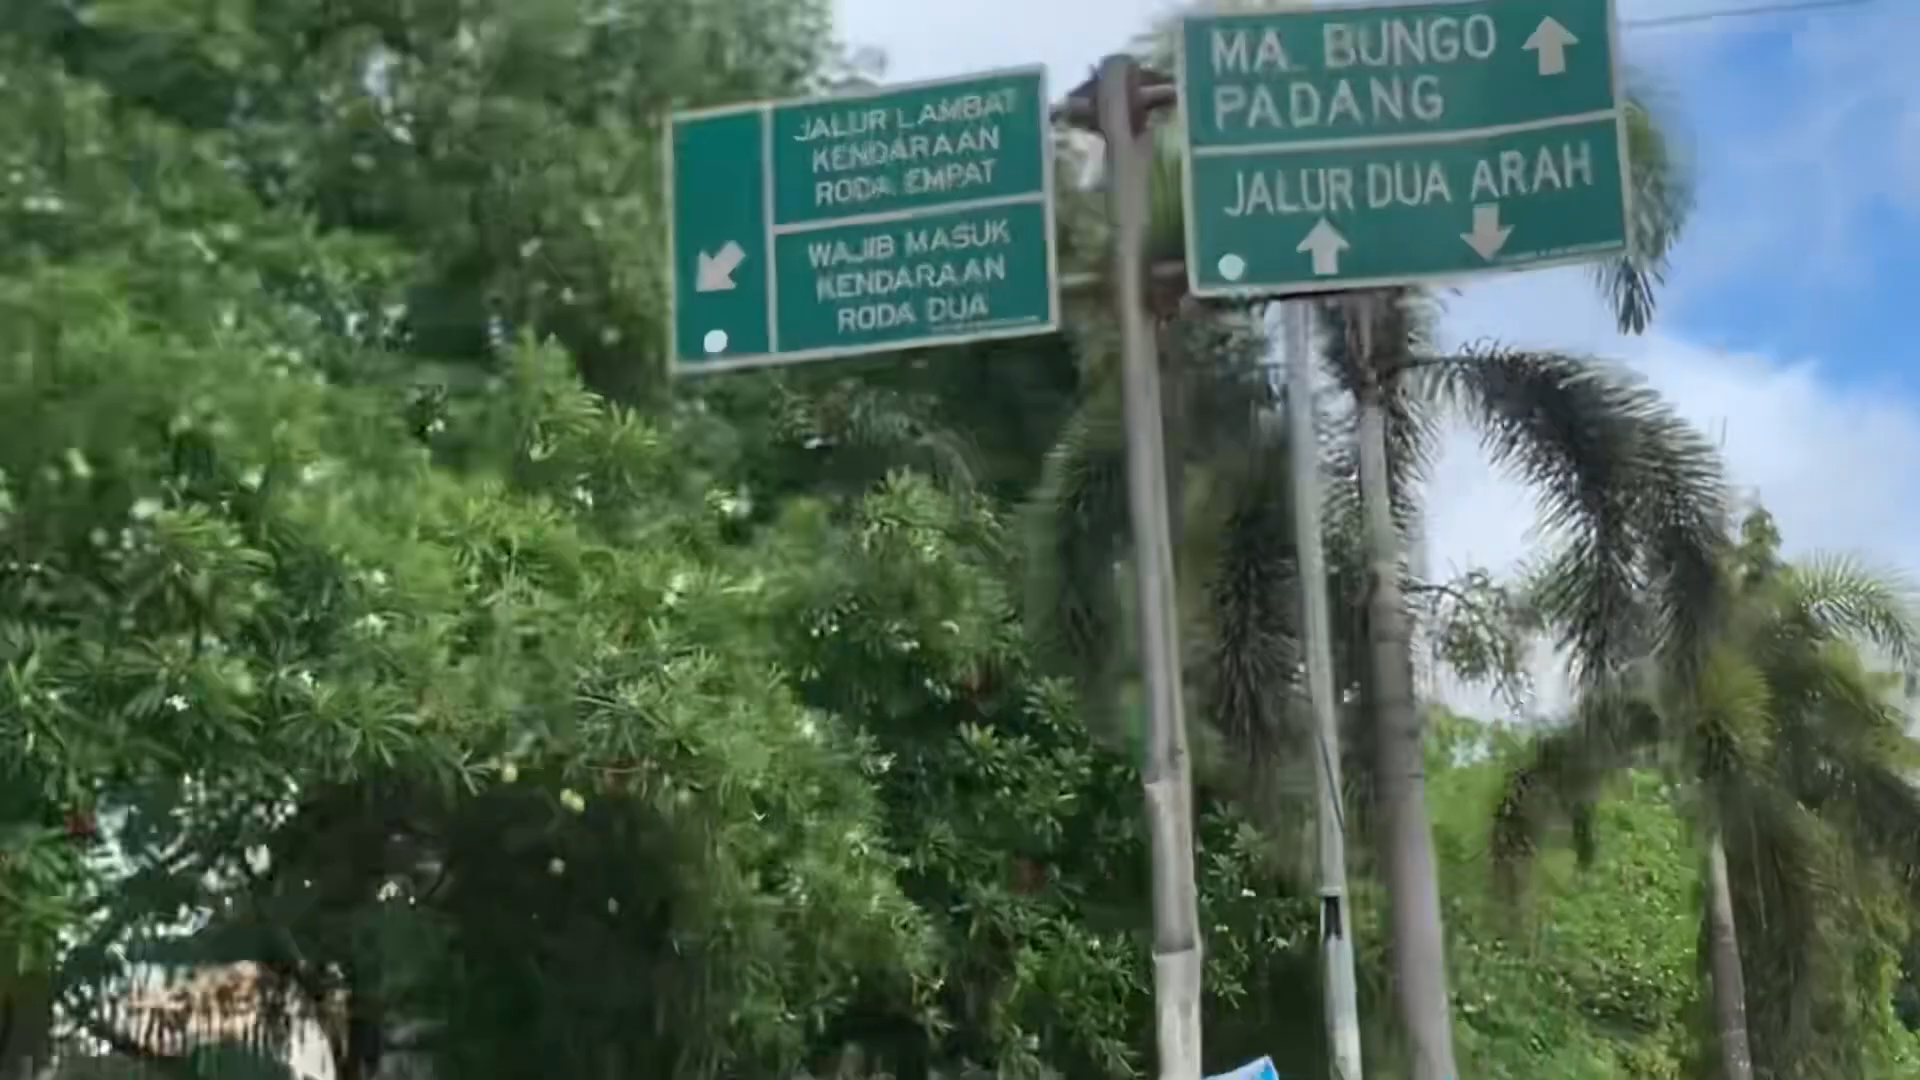 JALUR LAMBAT
KENDARAAN
RODA EMPAT
WAJIB MASUK
KENDARAAN
RODA DUA
MA. BUNGO
PADANG
JALUR DUA ARAH